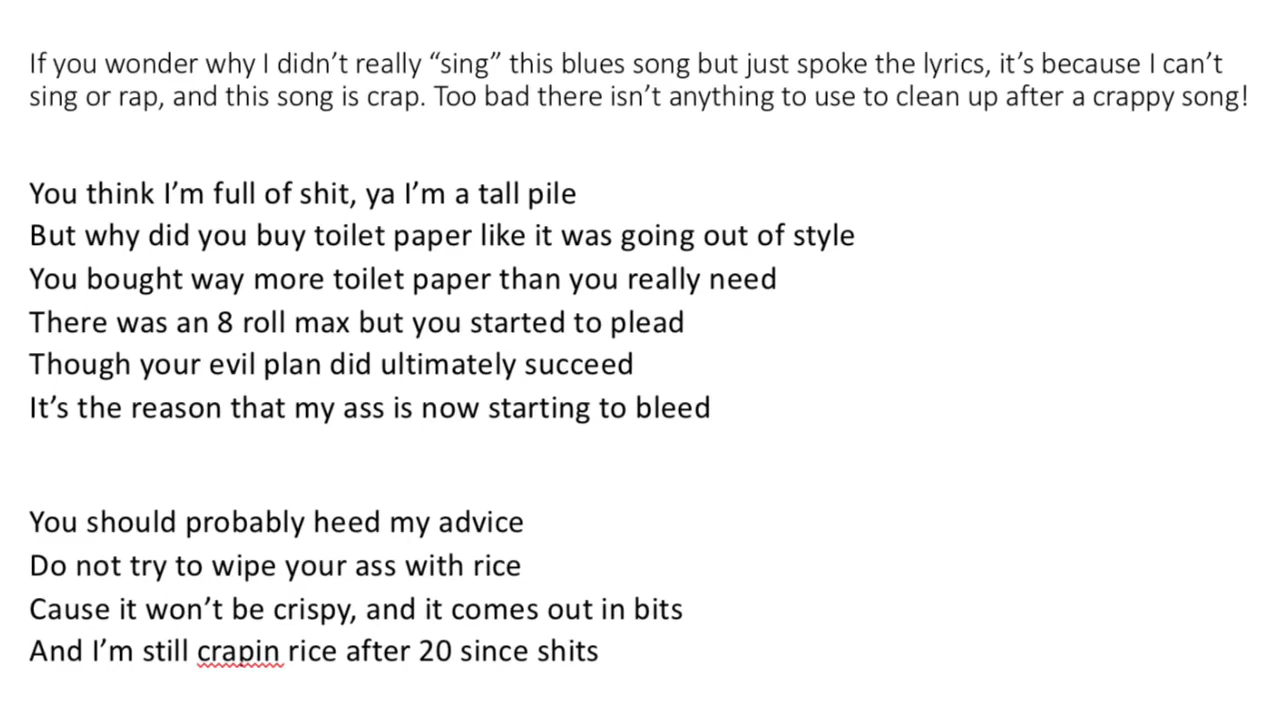 If you wonder why I didn’t really “sing” this blues song but just spoke the lyrics, it’s because I can’t
sing or rap, and this song is crap. Too bad there isn’t anything to use to clean up after a crappy song!
You think I’m full of shit, ya I’m a tall pile
But why did you buy toilet paper like it was going out of style
You bought way more toilet paper than you really need
There was an 8 roll max but you started to plead
Though your evil plan did ultimately succeed
It’s the reason that my ass is now starting to bleed
You should probably heed my advice
Do not try to wipe your ass with rice
Cause it won’t be crispy, and it comes out in bits
And I’m still crapin rice after 20 since shits